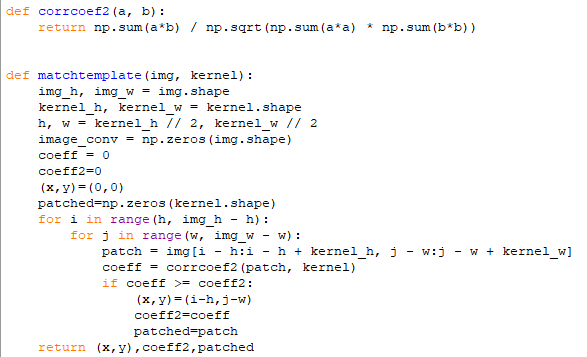 def corrcoef2(a, b):
    return np.sum(a*b) / np.sqrt(np.sum(a*a) * np.sum(b*b))
def matchtemplate(img, kernel):
    img_h, img_w = img.shape
    kernel_h, kernel_w = kernel.shape
    h, w = kernel_h // 2, kernel_w // 2
    image_conv = np.zeros(img.shape)
    coeff = 0
    coeff2=0
    (x,y)=(0,0)
    patched=np.zeros(kernel.shape)
    for i in range(h, img_h - h):
        for j in range(w, img_w - w):
            patch = img[i - h:i - h + kernel_h, j - w:j - w + kernel_w]
            coeff = corrcoef2(patch, kernel)
            if coeff >= coeff2:
                (x,y)=(i-h,j-w)
                coeff2=coeff
                patched=patch
    return (x,y),coeff2,patched